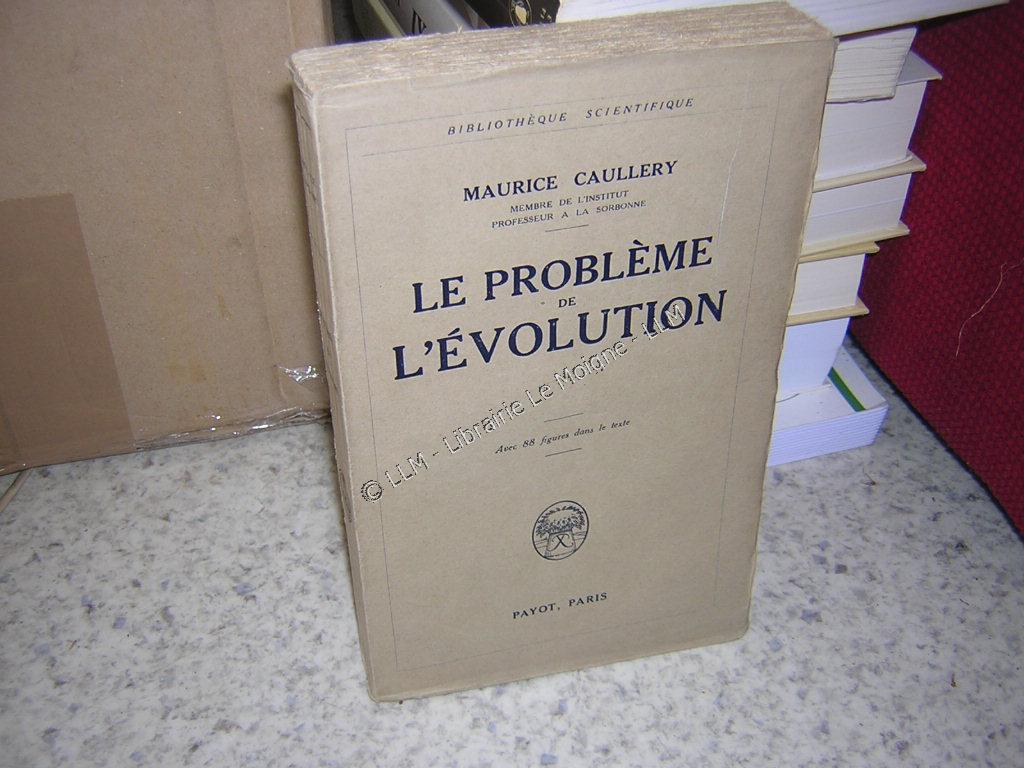 BIBLIOTHÈQUE SCIENTIFIQUE
MAURICE CAULLERY
MEMBRE DE L'INSTITUT
PROFESSEUR A LA SORBONNE
LE PROBLÈME
DE
L'ÉVOLUTION
Avec 88 figures dans le texte
PAYOT, PARIS
© LLM - Librairie Le Moigne - LLM